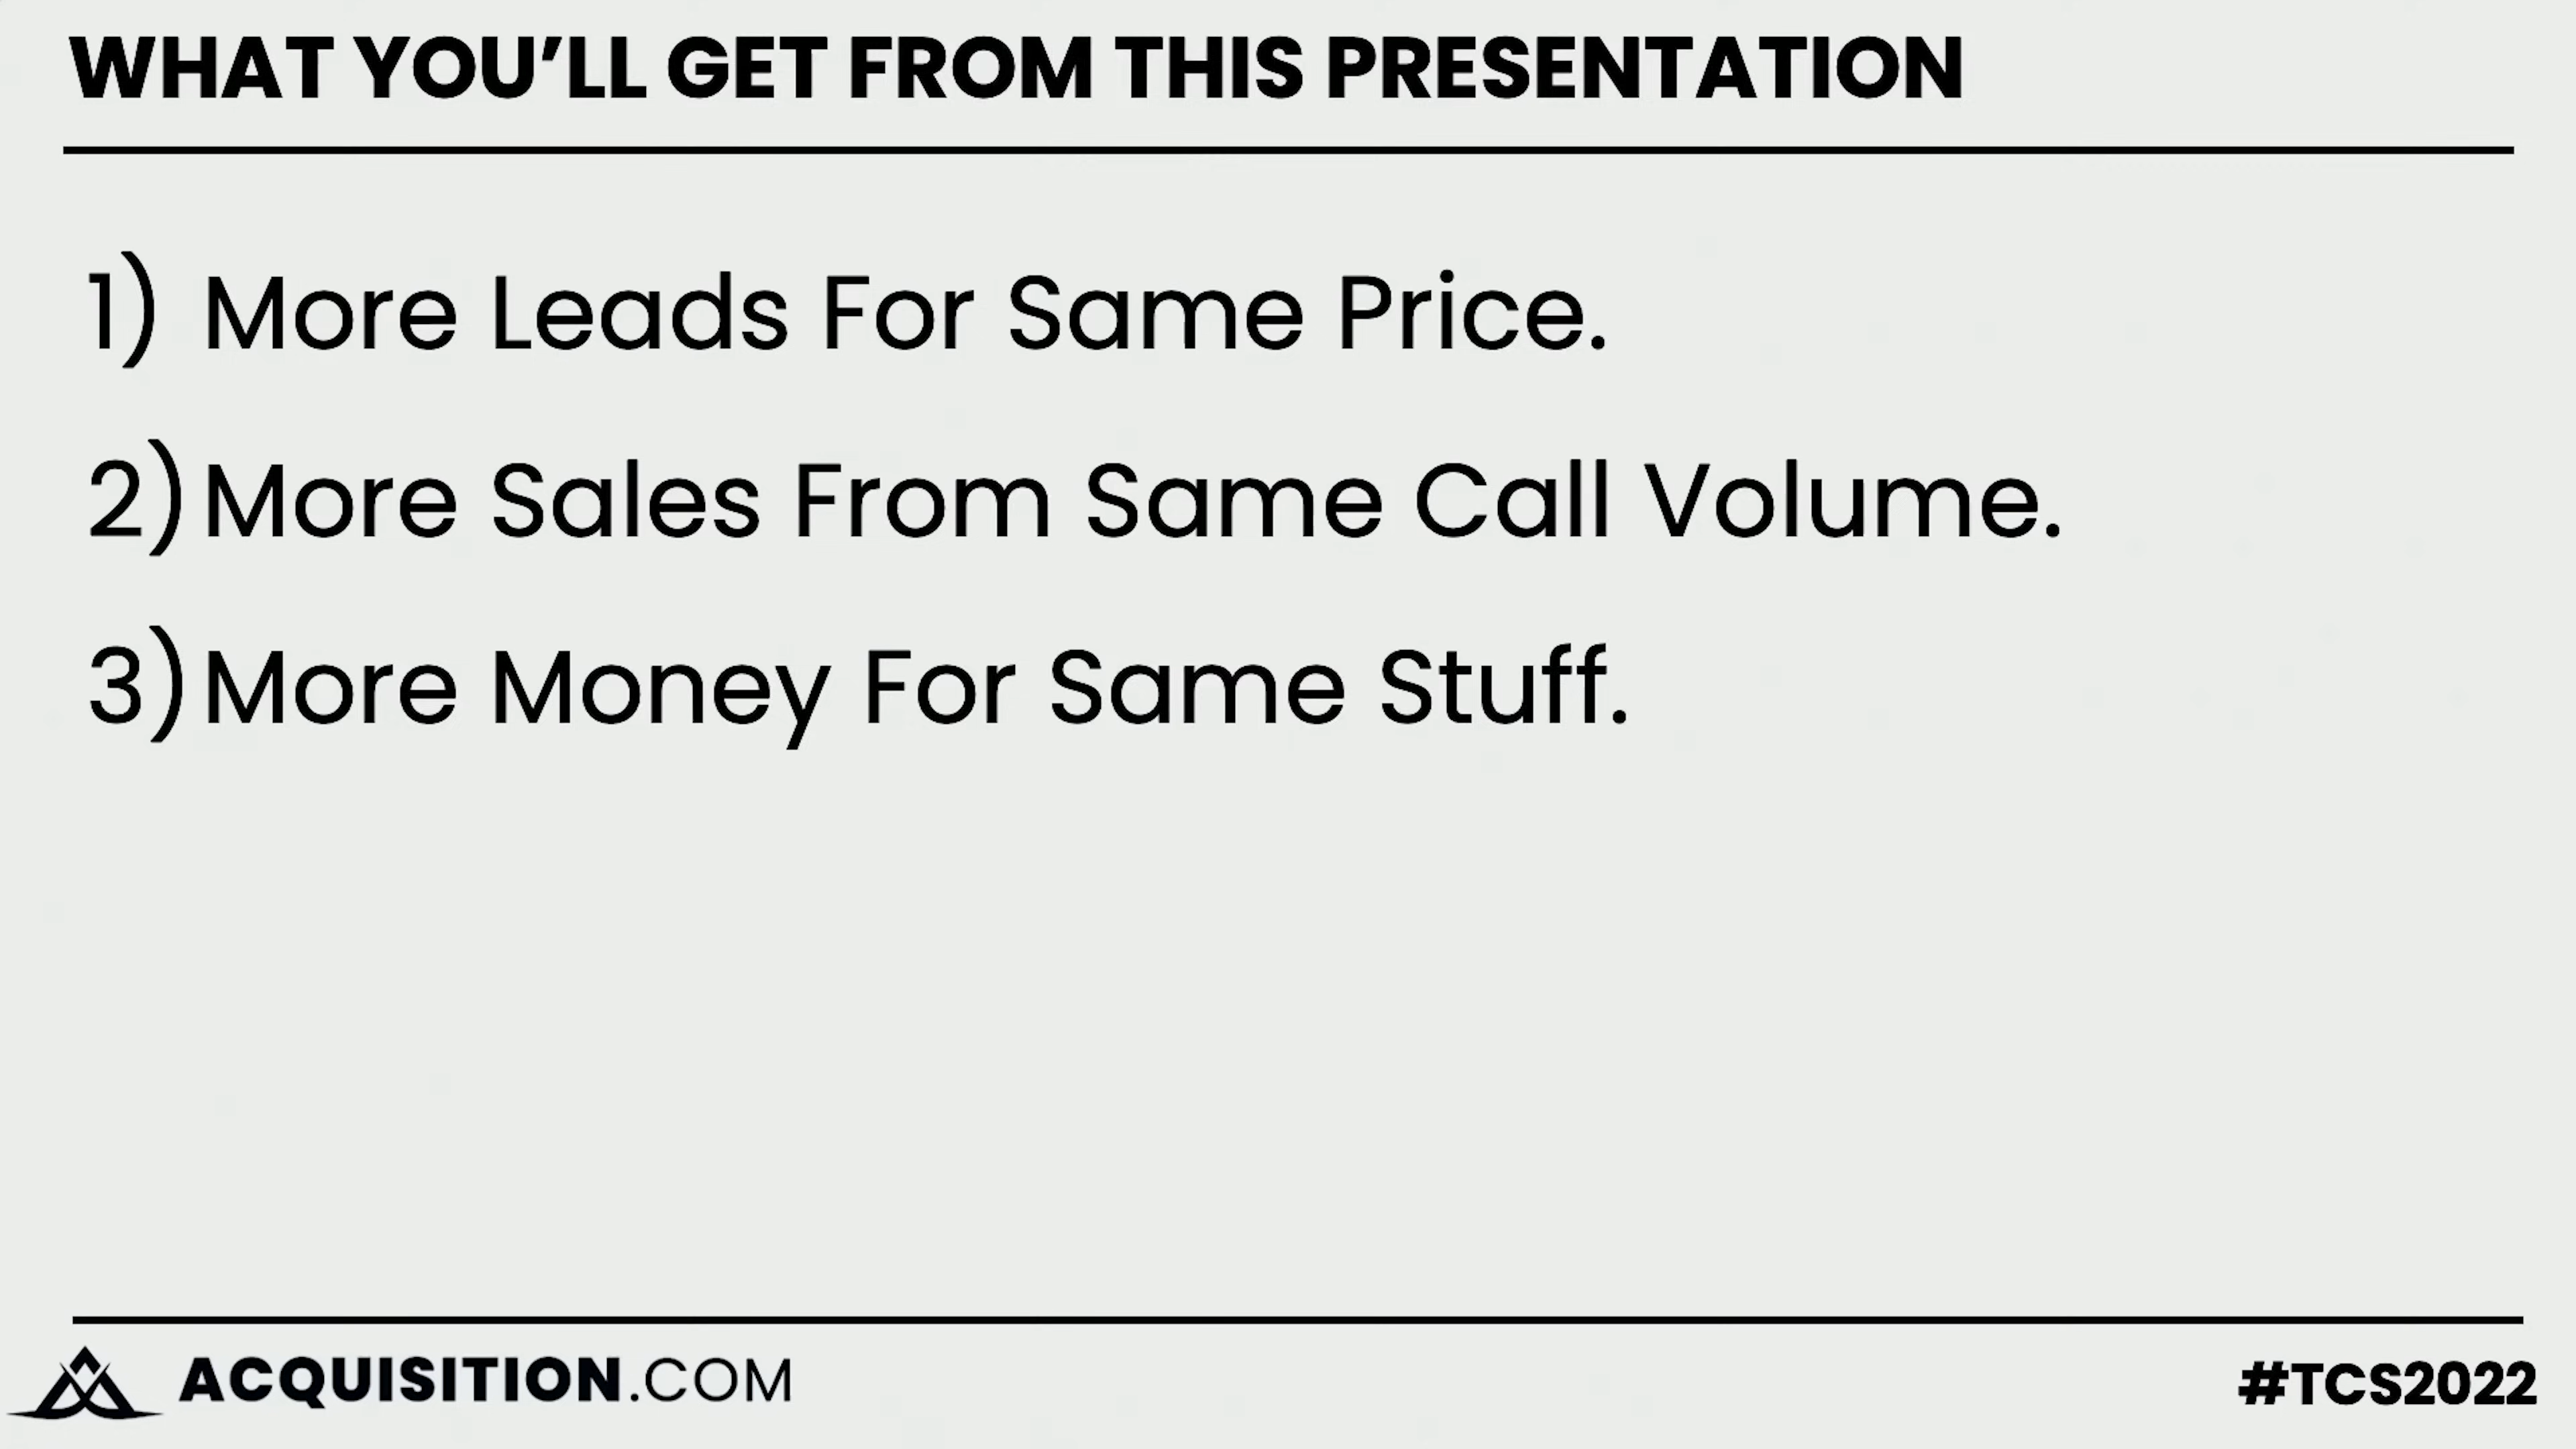 WHAT YOU’LL GET FROM THIS PRESENTATION
1) More Leads For Same Price.
2) More Sales From Same Call Volume.
3) More Money For Same Stuff.
ACQUISITION.COM
#TCS2022